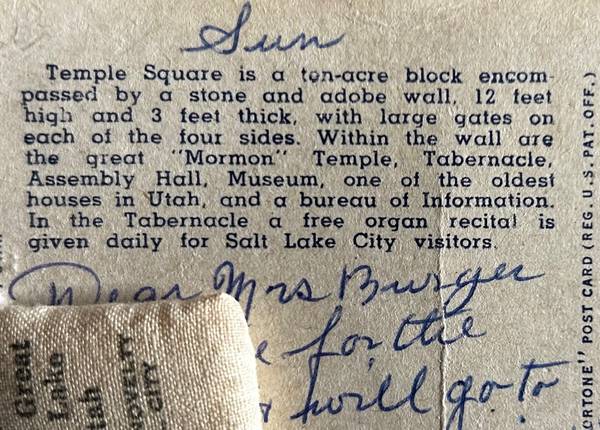 Sun
Temple Square is a ten-acre block encom-
passed by a stone and adobe wall, 12 feet
high and 3 feet thick, with large gates on
each of the four sides. Within the wall are
the great "Mormon" Temple, Tabernacle,
Assembly Hall, Museum, one of the oldest
houses in Utah, and a bureau of Information.
In the Tabernacle a free organ recital is
given daily for Salt Lake City visitors.
Dear Mrs Burger
for the
will go to
Great
Lake
tah
NOVELTY
CITY
ORTONE" POST CARD (REG. U.S. PAT. OFF.)